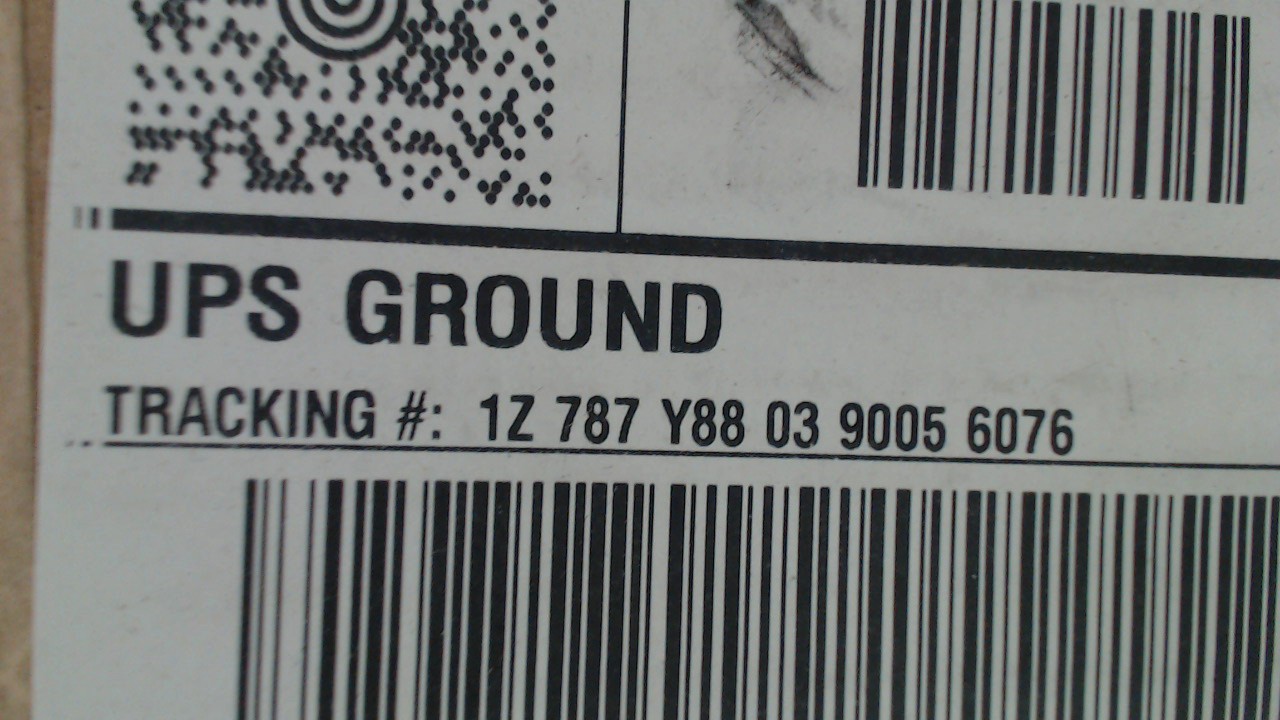 UPS GROUND
TRACKING #: 1Z 787 Y88 03 9005 6076